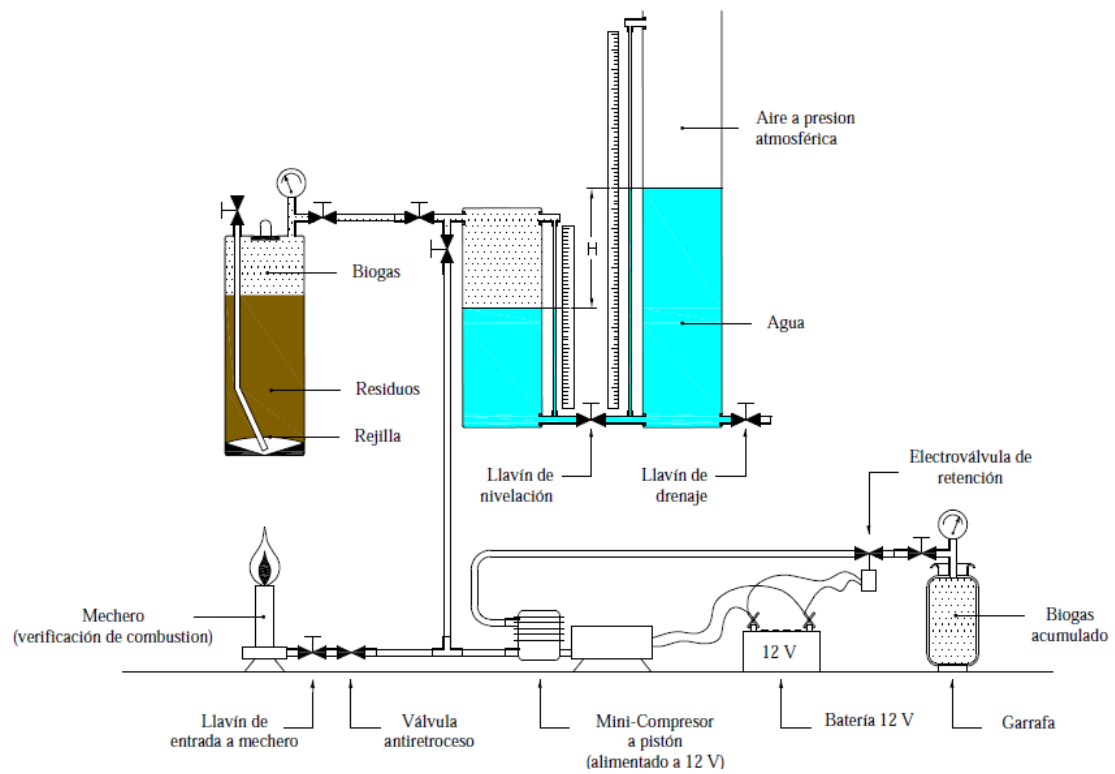 Aire a presion
atmosférica
H
Biogas
Agua
Residuos
Rejilla
Llavín de
nivelación
Llavín de
drenaje
Electroválvula de
retención
Mechero
(verificación de combustion)
12 V
Biogas
acumulado
Llavín de
entrada a mechero
Válvula
antiretroceso
Mini-Compresor
a pistón
(alimentado a 12 V)
Batería 12 V
Garrafa